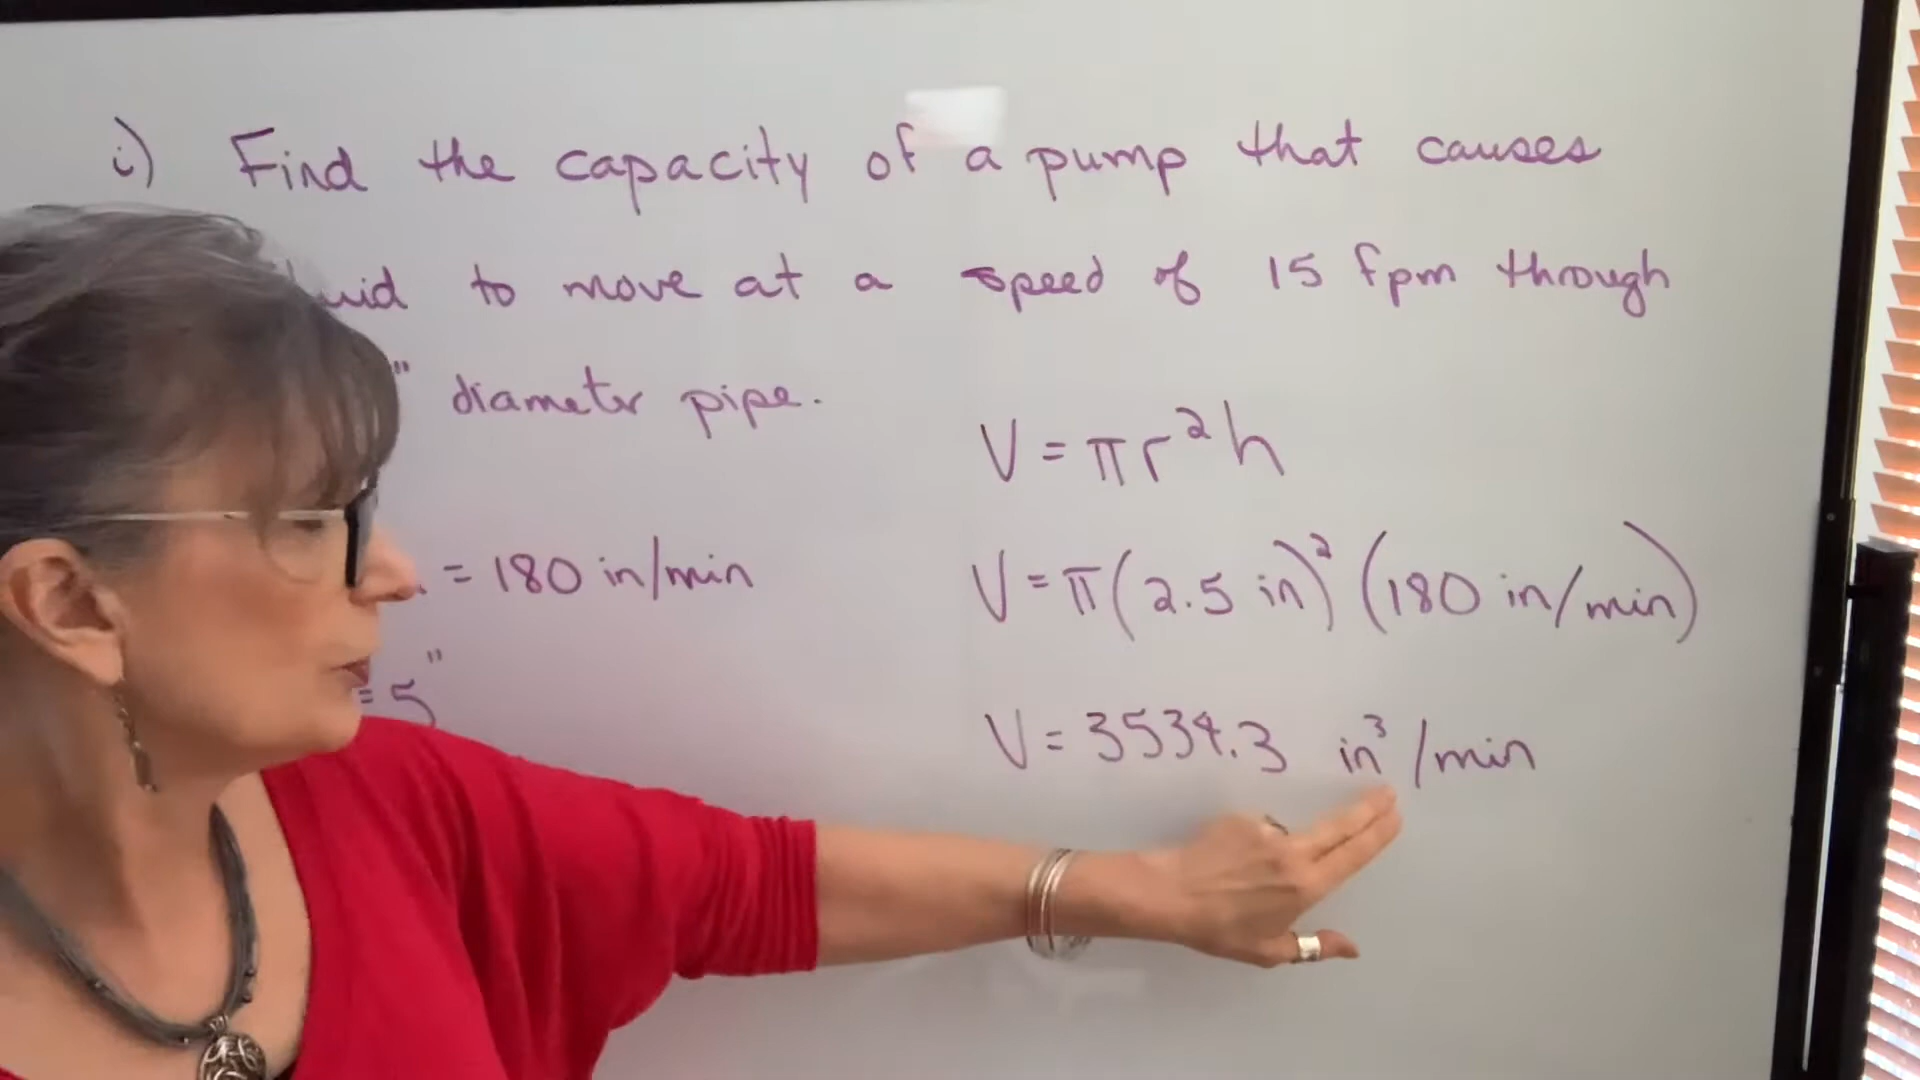 i) Find the capacity of a pump that causes
to move at a speed of 15 fpm through
" diameter pipe.
V = πr²h
= 180 in/min
V = π(2.5 in)² (180 in/min)
= 5"
V = 3534.3 in³/min